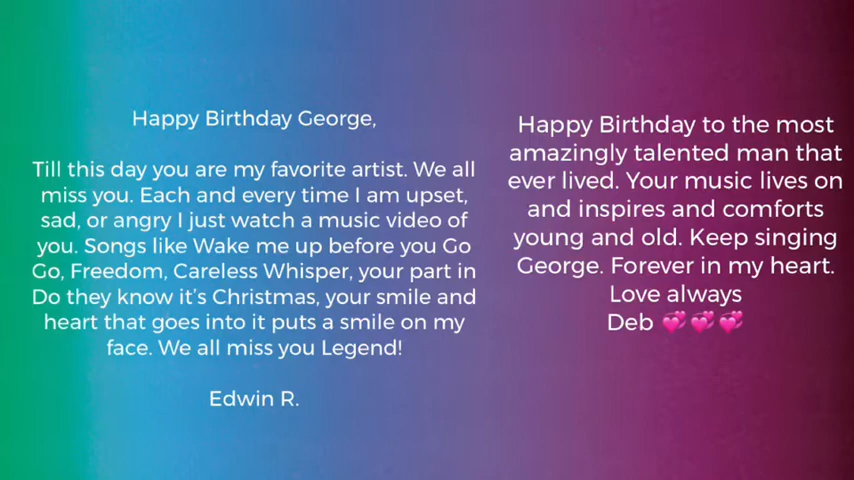 Happy Birthday George,
Till this day you are my favorite artist. We all
miss you. Each and every time I am upset,
sad, or angry I just watch a music video of
you. Songs like Wake me up before you Go
Go, Freedom, Careless Whisper, your part in
Do they know it's Christmas, your smile and
heart that goes into it puts a smile on my
face. We all miss you Legend!
Edwin R.
Happy Birthday to the most
amazingly talented man that
ever lived. Your music lives on
and inspires and comforts
young and old. Keep singing
George. Forever in my heart.
Love always
Deb 💞💞💞